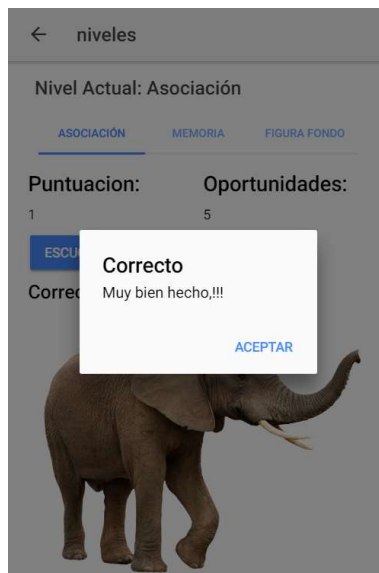 niveles
Nivel Actual: Asociación
ASOCIACIÓN MEMORIA FIGURA FONDO
Puntuacion: Oportunidades:
1 5
Correcto
Muy bien hecho,!!!
ACEPTAR